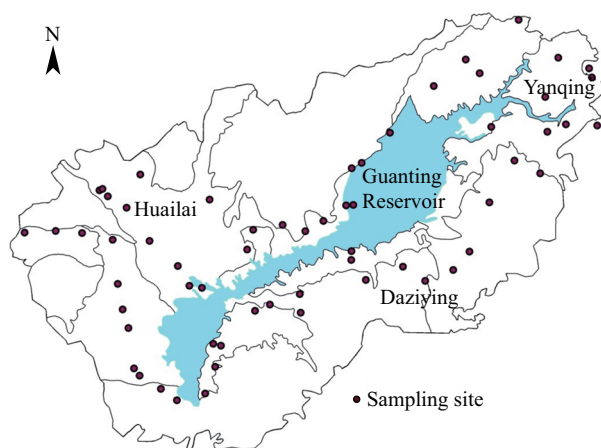 N
Yanqing
Guanting
Reservoir
Huailai
Daziying
Sampling site